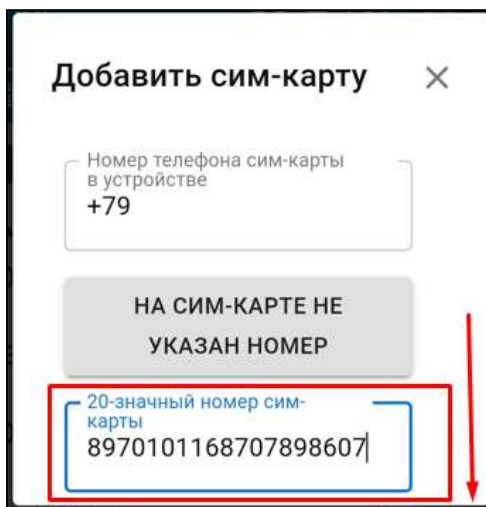 Добавить сим-карту
Номер телефона сим-карты
в устройстве
+79
НА СИМ-КАРТЕ НЕ
УКАЗАН НОМЕР
20-значный номер сим-
карты
8970101168707898607